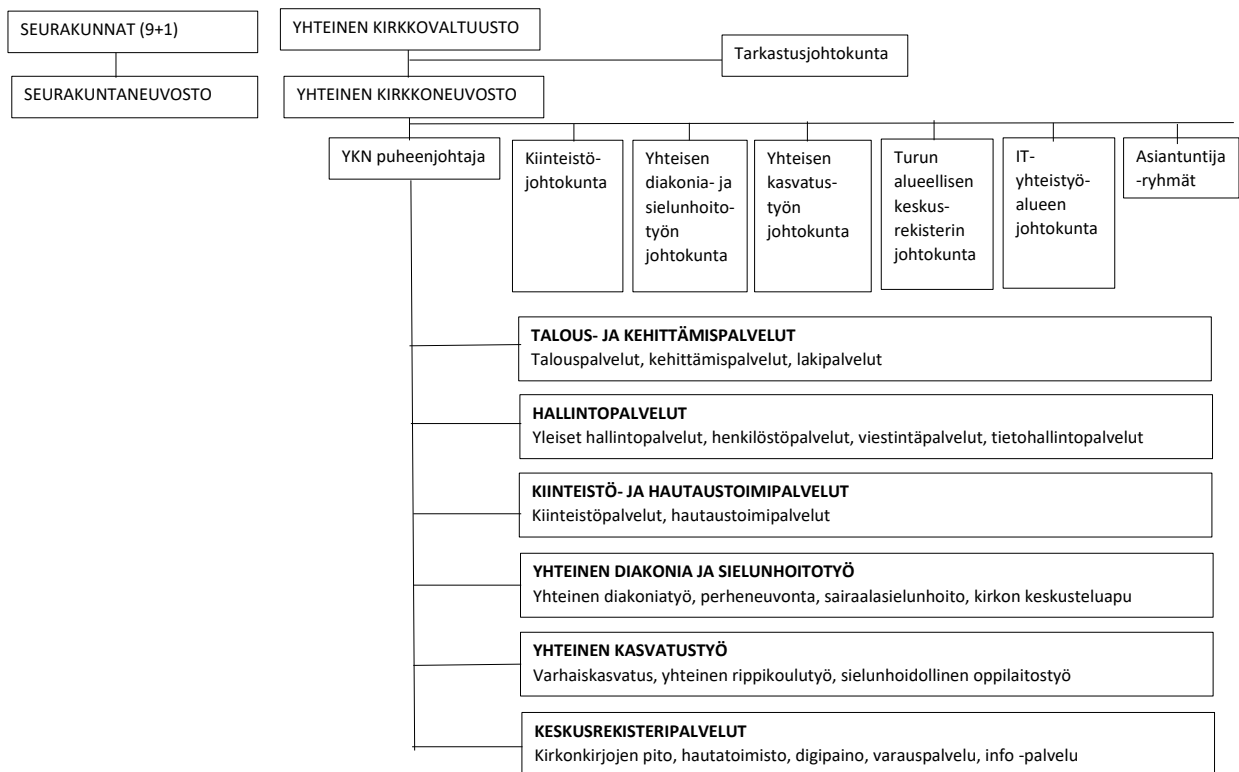 SEURAKUNNAT (9+1)
YHTEINEN KIRKKOVALTUUSTO
Tarkastusjohtokunta
SEURAKUNTANEUVOSTO
YHTEINEN KIRKKONEUVOSTO
YKN puheenjohtaja
Kiinteistö-
johtokunta
Yhteisen
diakonia- ja
sielunhoito-
työn
johtokunta
Yhteisen
kasvatus-
työn
johtokunta
Turun
alueellisen
keskus-
rekisterin
johtokunta
IT-
yhteistyö-
alueen
johtokunta
Asiantuntija
-ryhmät
TALOUS- JA KEHITTÄMISPALVELUT
Talouspalvelut, kehittämispalvelut, lakipalvelut
HALLINTOPALVELUT
Yleiset hallintopalvelut, henkilöstöpalvelut, viestintäpalvelut, tietohallintopalvelut
KIINTEISTÖ- JA HAUTAUSTOIMIPALVELUT
Kiinteistöpalvelut, hautaustoimipalvelut
YHTEINEN DIAKONIA JA SIELUNHOITOTYÖ
Yhteinen diakoniatyö, perheneuvonta, sairaalasielunhoito, kirkon keskusteluapu
YHTEINEN KASVATUSTYÖ
Varhaiskasvatus, yhteinen rippikoulutyö, sielunhoidollinen oppilaitostyö
KESKUSREKISTERIPALVELUT
Kirkonkirjojen pito, hautatoimisto, digipaino, varauspalvelu, info -palvelu